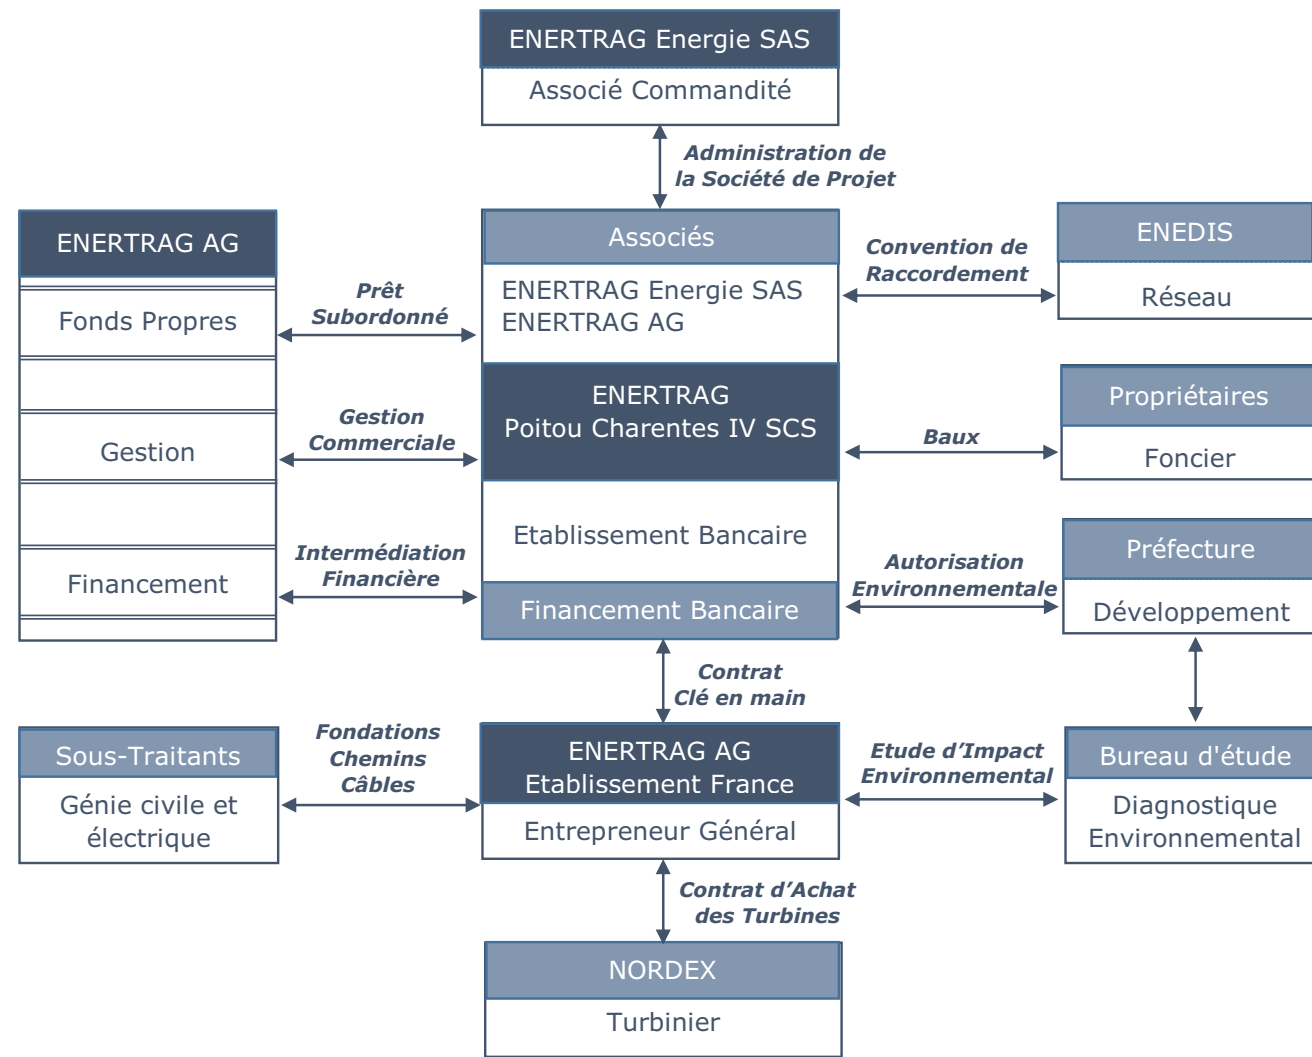 ENERTRAG Energie SAS
Associé Commandité
Administration de
la Société de Projet
ENERTRAG AG
Fonds Propres
Gestion
Financement
Prêt
Subordonné
Gestion
Commerciale
Intermédiation
Financière
Associés
ENERTRAG Energie SAS
ENERTRAG AG
ENERTRAG
Poitou Charentes IV SCS
Etablissement Bancaire
Financement Bancaire
Convention de
Raccordement
Baux
Autorisation
Environnementale
ENEDIS
Réseau
Propriétaires
Foncier
Préfecture
Développement
Contrat
Clé en main
Sous-Traitants
Génie civile et
électrique
Fondations
Chemins
Câbles
ENERTRAG AG
Etablissement France
Entrepreneur Général
Etude d’Impact
Environnemental
Bureau d'étude
Diagnostique
Environnemental
Contrat d’Achat
des Turbines
NORDEX
Turbinier